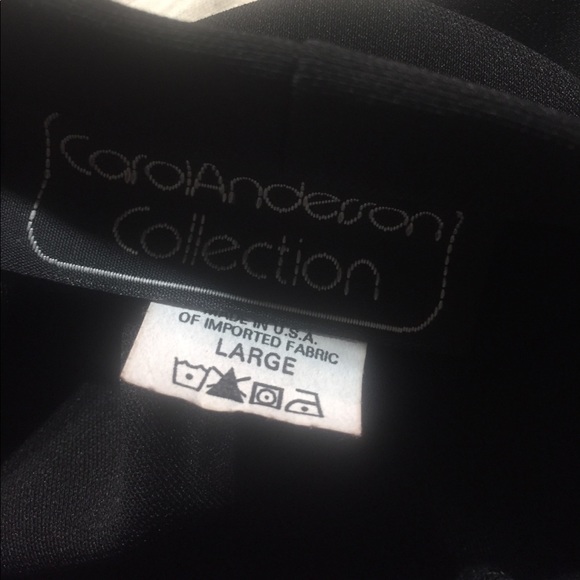 CarolAnderson
Collection
MADE IN U.S.A.
OF IMPORTED FABRIC
LARGE